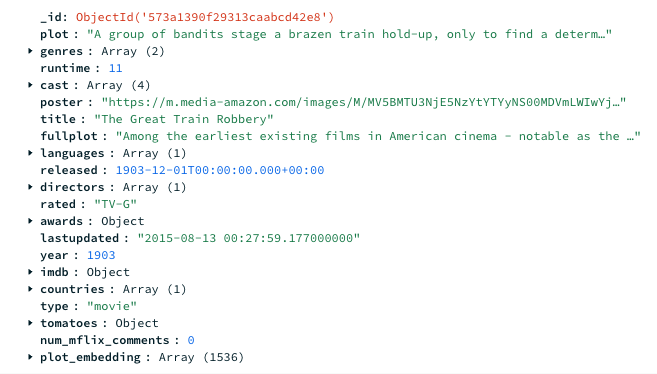 _id: ObjectId('573a1390f29313caabcd42e8')
plot : "A group of bandits stage a brazen train hold-up, only to find a determ…"
genres : Array (2)
runtime : 11
cast : Array (4)
poster : "https://m.media-amazon.com/images/M/MV5BMTU3NjE5NzYtYTYyNS00MDVmLWIwYj…"
title : "The Great Train Robbery"
fullplot : "Among the earliest existing films in American cinema - notable as the …"
languages : Array (1)
released : 1903-12-01T00:00:00.000+00:00
directors : Array (1)
rated : "TV-G"
awards : Object
lastupdated : "2015-08-13 00:27:59.177000000"
year : 1903
imdb : Object
countries : Array (1)
type : "movie"
tomatoes : Object
num_mflix_comments : 0
plot_embedding : Array (1536)